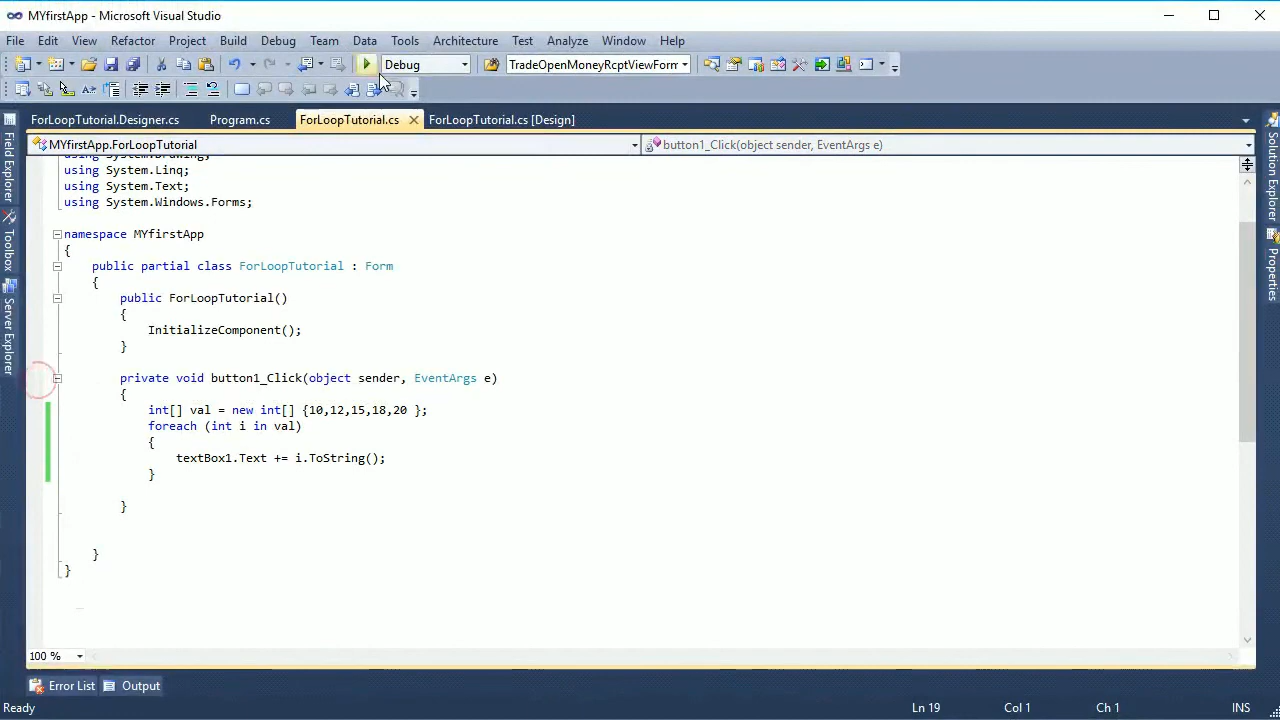 MYfirstApp - Microsoft Visual Studio
File Edit View Refactor Project Build Debug Team Data Tools Architecture Test Analyze Window Help
Debug TradeOpenMoneyRcptViewForm
ForLoopTutorial.Designer.cs Program.cs ForLoopTutorial.cs ForLoopTutorial.cs [Design]
MYfirstApp.ForLoopTutorial button1_Click(object sender, EventArgs e)
using System.Drawing;
using System.Linq;
using System.Text;
using System.Windows.Forms;
namespace MYfirstApp
{
public partial class ForLoopTutorial : Form
{
public ForLoopTutorial()
{
InitializeComponent();
}
private void button1_Click(object sender, EventArgs e)
{
int[] val = new int[] {10,12,15,18,20 };
foreach (int i in val)
{
textBox1.Text += i.ToString();
}
}
}
}
Field Explorer
Toolbox
Server Explorer
Solution Explorer
Properties
100 %
Error List Output
Ready Ln 19 Col 1 Ch 1 INS